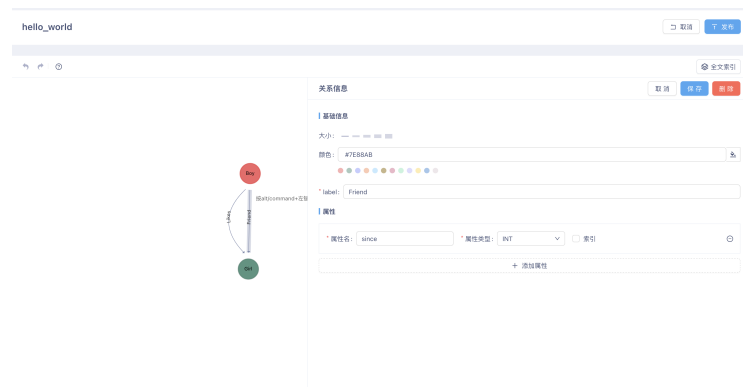 hello_world
取消
发布
全文索引
关系信息
取 消
保 存
删 除
基础信息
大小:
颜色: #7E88AB
Boy
按alt(command+左键
* label: Friend
Friend
属性
* 属性名: since
* 属性类型: INT
索引
Girl
+ 添加属性